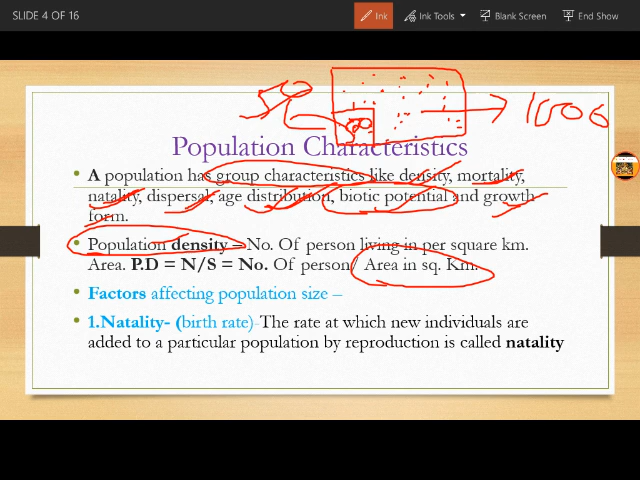 SLIDE 4 OF 16
Ink
Ink Tools
Blank Screen
End Show
50
1000
Population Characteristics
• A population has group characteristics like density, mortality,
natality, dispersal, age distribution, biotic potential and growth
form.
• Population density – No. Of person living in per square km.
Area. P.D = N/S = No. Of person/ Area in sq. Km.
• Factors affecting population size –
• 1.Natality- (birth rate)-The rate at which new individuals are
added to a particular population by reproduction is called natality